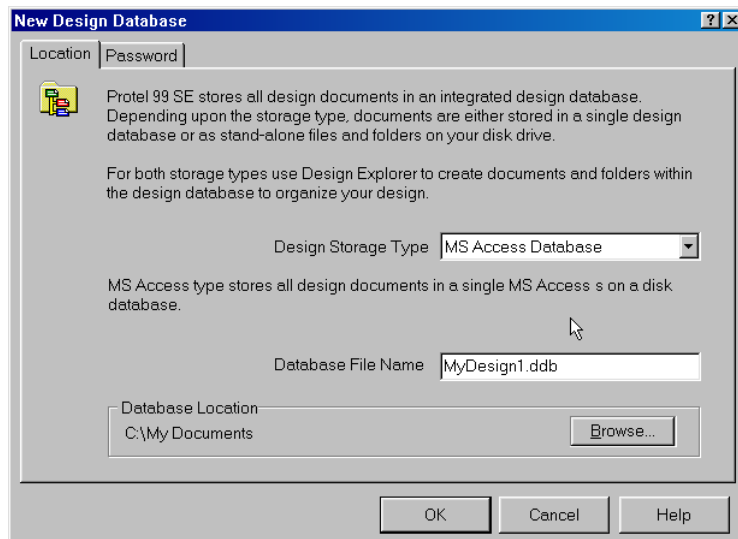 New Design Database
Location
Password
Protel 99 SE stores all design documents in an integrated design database.
Depending upon the storage type, documents are either stored in a single design
database or as stand-alone files and folders on your disk drive.
For both storage types use Design Explorer to create documents and folders within
the design database to organize your design.
Design Storage Type
MS Access Database
MS Access type stores all design documents in a single MS Access s on a disk
database.
Database File Name
MyDesign1.ddb
Database Location
C:\My Documents
Browse...
OK
Cancel
Help